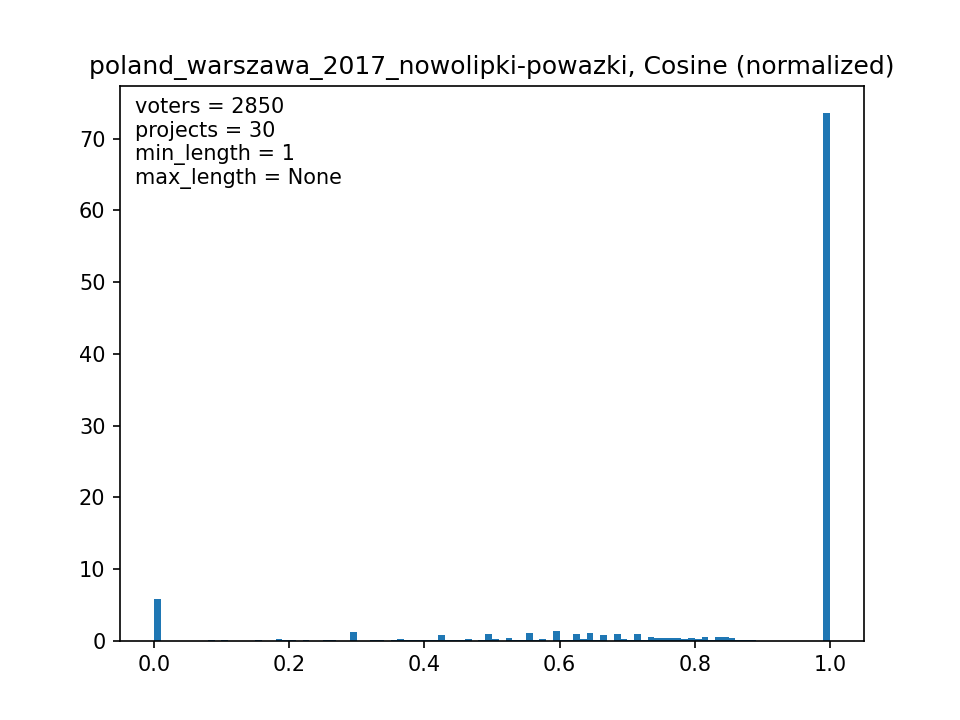 poland_warszawa_2017_nowolipki-powazki, Cosine (normalized)
voters = 2850
projects = 30
min_length = 1
max_length = None
70
60
50
40
30
20
10
0
0.0 0.2 0.4 0.6 0.8 1.0